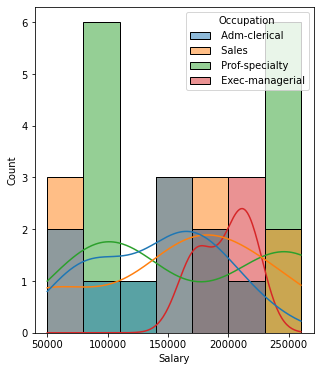 Occupation
Adm-clerical
Sales
Prof-specialty
Exec-managerial
6
5
4
3
2
1
0
Count
50000 100000 150000 200000 250000
Salary